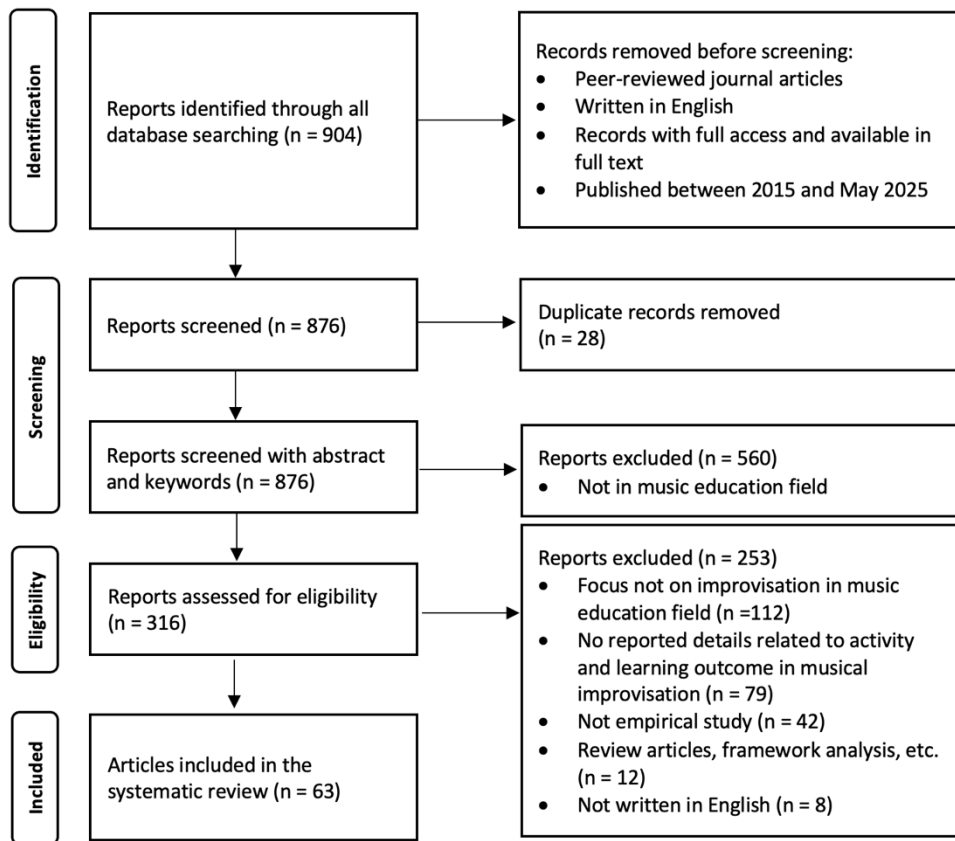 Identification
Reports identified through all
database searching (n = 904)
Records removed before screening:
• Peer-reviewed journal articles
• Written in English
• Records with full access and available in
full text
• Published between 2015 and May 2025
Screening
Reports screened (n = 876)
Duplicate records removed
(n = 28)
Reports screened with abstract
and keywords (n = 876)
Reports excluded (n = 560)
• Not in music education field
Eligibility
Reports assessed for eligibility
(n = 316)
Reports excluded (n = 253)
• Focus not on improvisation in music
education field (n =112)
• No reported details related to activity
and learning outcome in musical
improvisation (n = 79)
• Not empirical study (n = 42)
• Review articles, framework analysis, etc.
(n = 12)
• Not written in English (n = 8)
Included
Articles included in the
systematic review (n = 63)